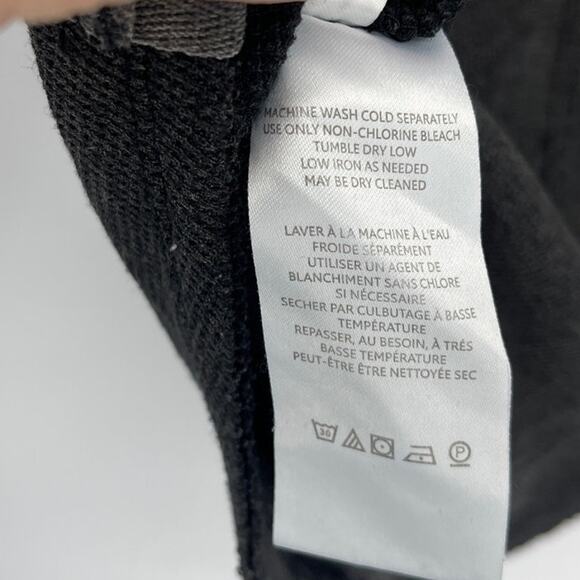 MACHINE WASH COLD SEPARATELY
USE ONLY NON-CHLORINE BLEACH
TUMBLE DRY LOW
LOW IRON AS NEEDED
MAY BE DRY CLEANED
LAVER À LA MACHINE À L'EAU
FROIDE SÉPARÉMENT
UTILISER UN AGENT DE
BLANCHIMENT SANS CHLORE
SI NÉCESSAIRE
SECHER PAR CULBUTAGE À BASSE
TEMPÉRATURE
REPASSER, AU BESOIN, À TRÉS
BASSE TEMPÉRATURE
PEUT-ÊTRE ÊTRE NETTOYÉE SEC
30 P